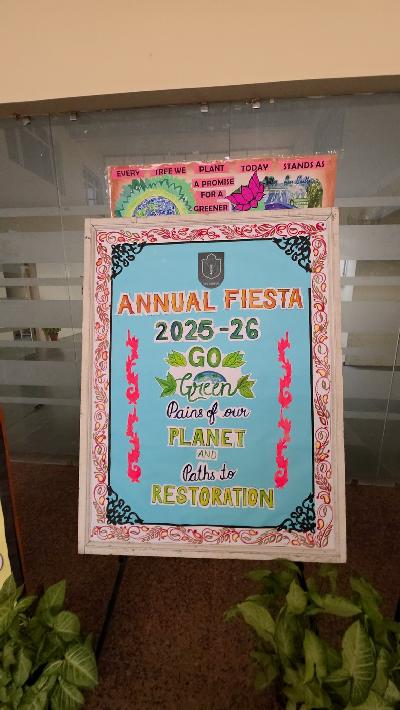 EVERY TREE WE PLANT TODAY STANDS AS
A PROMISE
FOR A
GREENER
ANNUAL FIESTA
2025-26
GO
Green
Pains of our
PLANET
AND
Paths to
RESTORATION